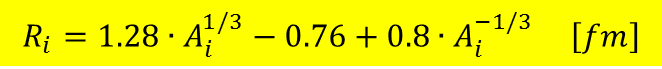 R_i = 1.28 · A_i^{1/3} − 0.76 + 0.8 · A_i^{−1/3} [fm]